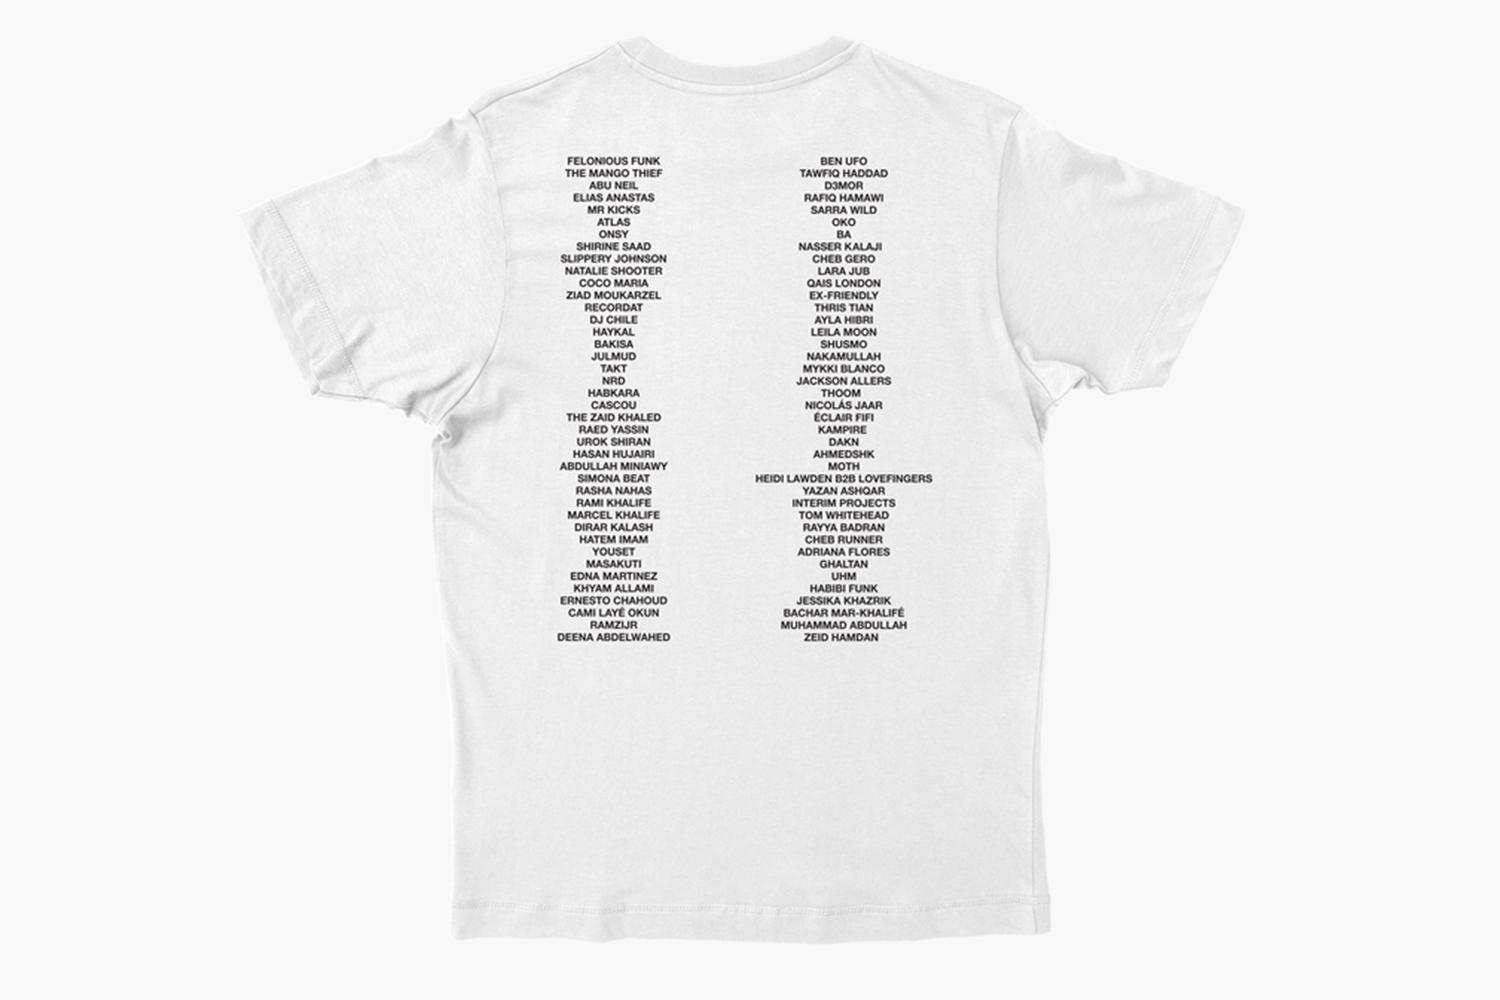 FELONIOUS FUNK
THE MANGO THIEF
ABU NEIL
ELIAS ANASTAS
MR KICKS
ATLAS
ONSY
SHIRINE SAAD
SLIPPERY JOHNSON
NATALIE SHOOTER
COCO MARIA
ZIAD MOUKARZEL
RECORDAT
DJ CHILE
HAYKAL
BAKISA
JULMUD
TAKT
NRD
HABKARA
CASCOU
THE ZAID KHALED
RAED YASSIN
UROK SHIRAN
HASAN HUJAIRI
ABDULLAH MINIAWY
SIMONA BEAT
RASHA NAHAS
RAMI KHALIFE
MARCEL KHALIFE
DIRAR KALASH
HATEM IMAM
YOUSET
MASAKUTI
EDNA MARTINEZ
KHYAM ALLAMI
ERNESTO CHAHOUD
CAMI LAYÉ OKUN
RAMZIJR
DEENA ABDELWAHED
BEN UFO
TAWFIQ HADDAD
D3MOR
RAFIQ HAMAWI
SARRA WILD
OKO
BA
NASSER KALAJI
CHEB GERO
LARA JUB
QAIS LONDON
EX-FRIENDLY
THRIS TIAN
AYLA HIBRI
LEILA MOON
SHUSMO
NAKAMULLAH
MYKKI BLANCO
JACKSON ALLERS
THOOM
NICOLÁS JAAR
ÉCLAIR FIFI
KAMPIRE
DAKN
AHMEDSHK
MOTH
HEIDI LAWDEN B2B LOVEFINGERS
YAZAN ASHQAR
INTERIM PROJECTS
TOM WHITEHEAD
RAYYA BADRAN
CHEB RUNNER
ADRIANA FLORES
GHALTAN
UHM
HABIBI FUNK
JESSIKA KHAZRIK
BACHAR MAR-KHALIFÉ
MUHAMMAD ABDULLAH
ZEID HAMDAN